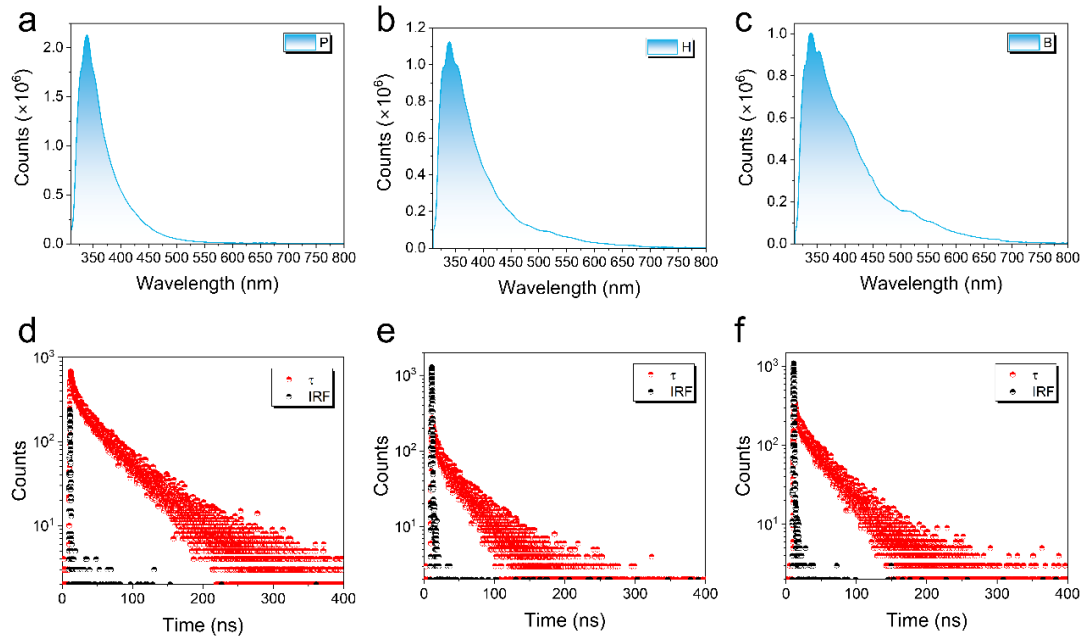 a
P
2.0
1.5
1.0
0.5
0.0
Counts (×10⁶)
350 400 450 500 550 600 650 700 750 800
Wavelength (nm)
b
H
1.2
1.0
0.8
0.6
0.4
0.2
0.0
Counts (×10⁶)
350 400 450 500 550 600 650 700 750 800
Wavelength (nm)
c
B
1.0
0.8
0.6
0.4
0.2
0.0
Counts (×10⁶)
350 400 450 500 550 600 650 700 750 800
Wavelength (nm)
d
τ
IRF
10³
10²
10¹
Counts
0 100 200 300 400
Time (ns)
e
τ
IRF
10³
10²
10¹
Counts
0 100 200 300 400
Time (ns)
f
τ
IRF
10³
10²
10¹
Counts
0 100 200 300 400
Time (ns)